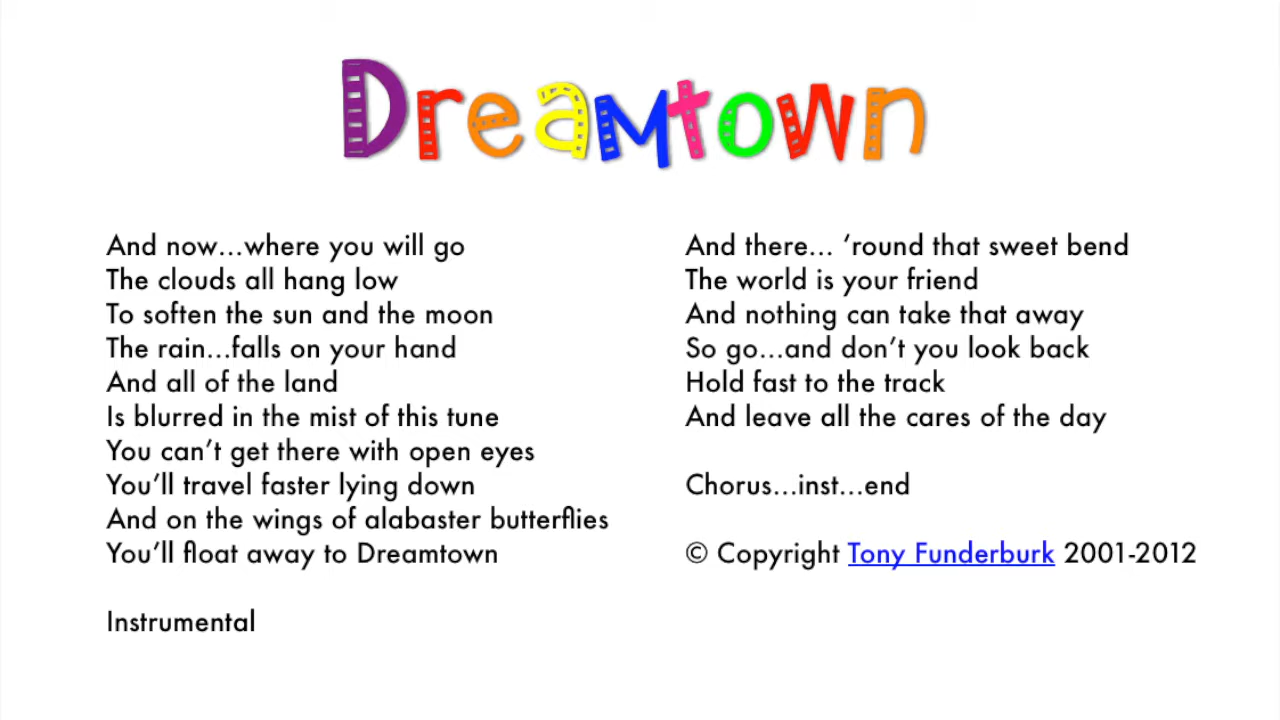 Dreamtown
And now...where you will go
The clouds all hang low
To soften the sun and the moon
The rain...falls on your hand
And all of the land
Is blurred in the mist of this tune
You can’t get there with open eyes
You’ll travel faster lying down
And on the wings of alabaster butterflies
You’ll float away to Dreamtown
Instrumental
And there... ‘round that sweet bend
The world is your friend
And nothing can take that away
So go...and don’t you look back
Hold fast to the track
And leave all the cares of the day
Chorus...inst...end
© Copyright Tony Funderburk 2001-2012